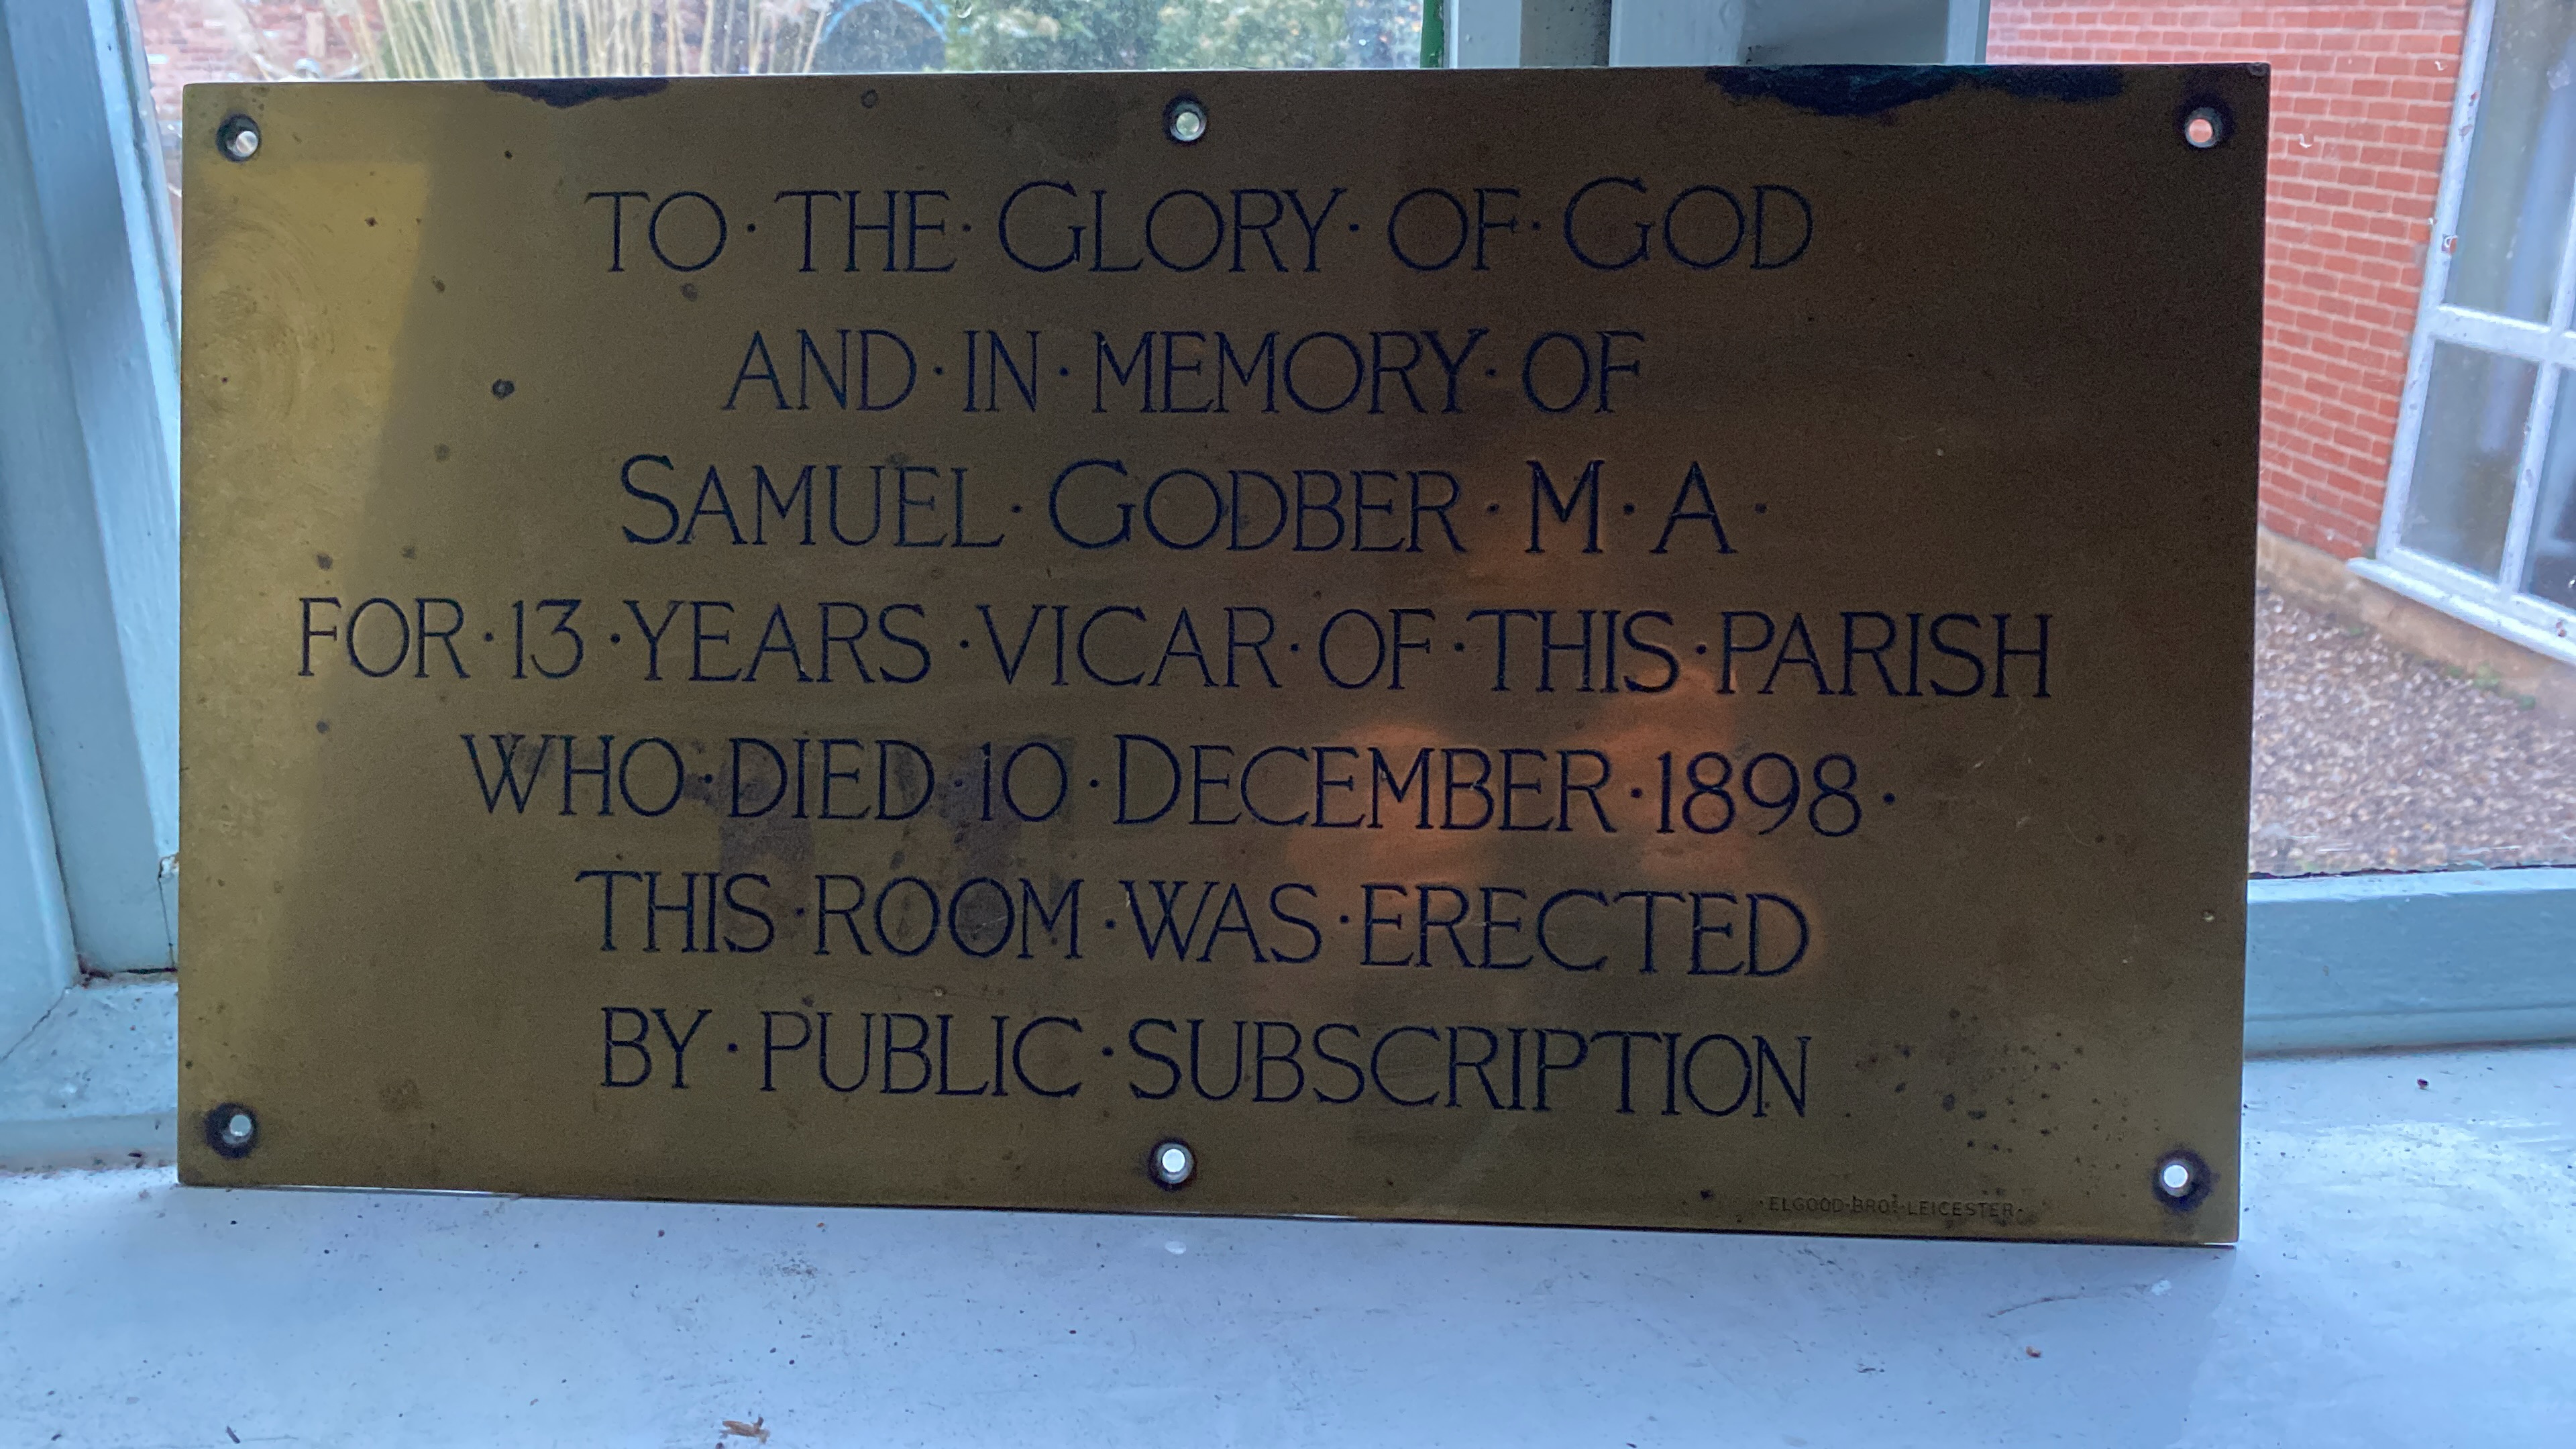 TO · THE · GLORY · OF · GOD
AND · IN · MEMORY · OF
SAMUEL · GODBER · M · A ·
FOR · 13 · YEARS · VICAR · OF · THIS · PARISH
WHO · DIED · 10 · DECEMBER · 1898 ·
THIS · ROOM · WAS · ERECTED
BY · PUBLIC · SUBSCRIPTION
· ELGOOD · BROS · LEICESTER ·